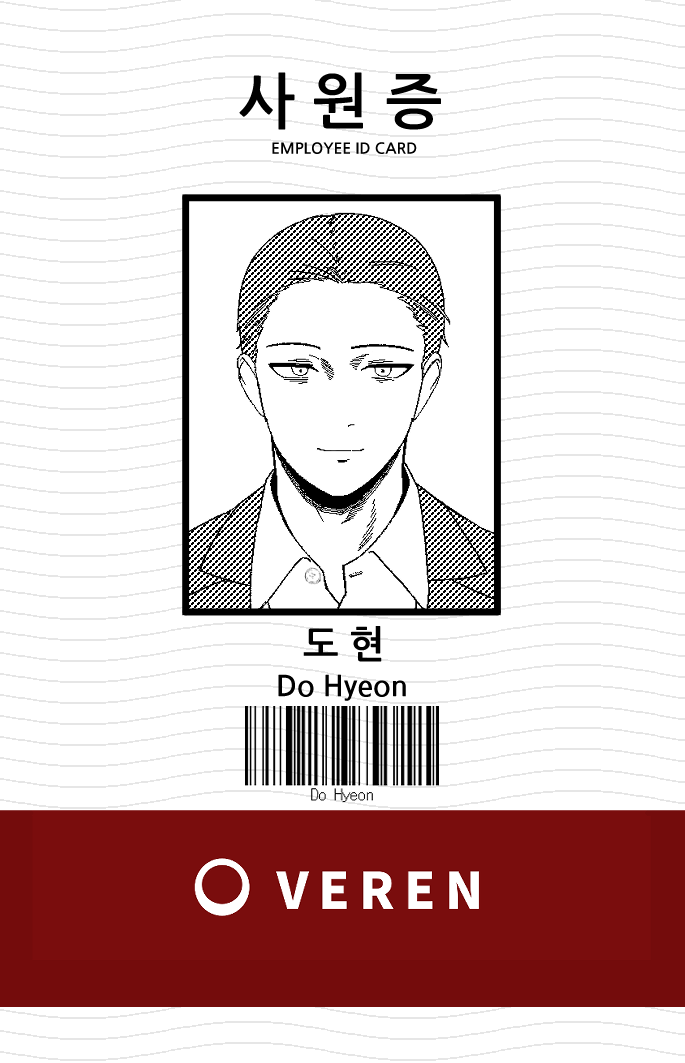 사원증
EMPLOYEE ID CARD
도현
Do Hyeon
Do Hyeon
VEREN